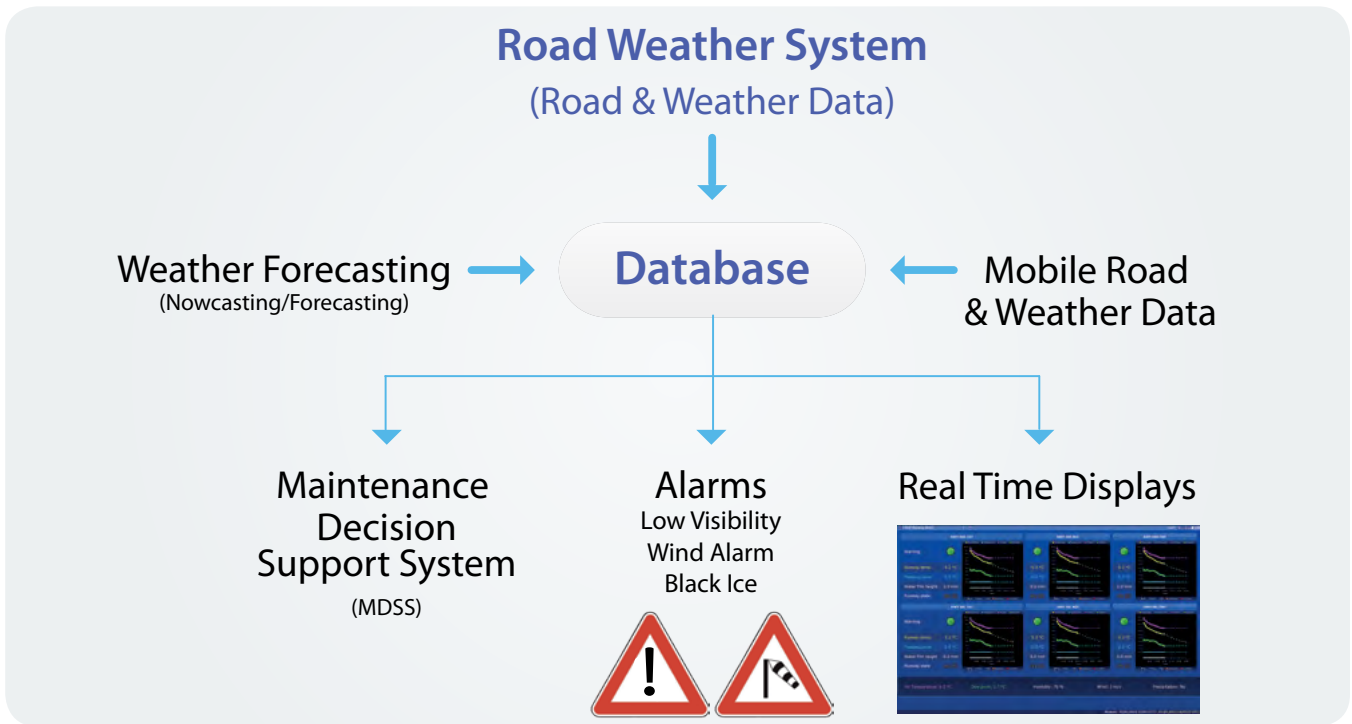 Road Weather System
(Road & Weather Data)
Weather Forecasting
(Nowcasting/Forecasting)
Database
Mobile Road
& Weather Data
Maintenance
Decision
Support System
(MDSS)
Alarms
Low Visibility
Wind Alarm
Black Ice
!
Real Time Displays